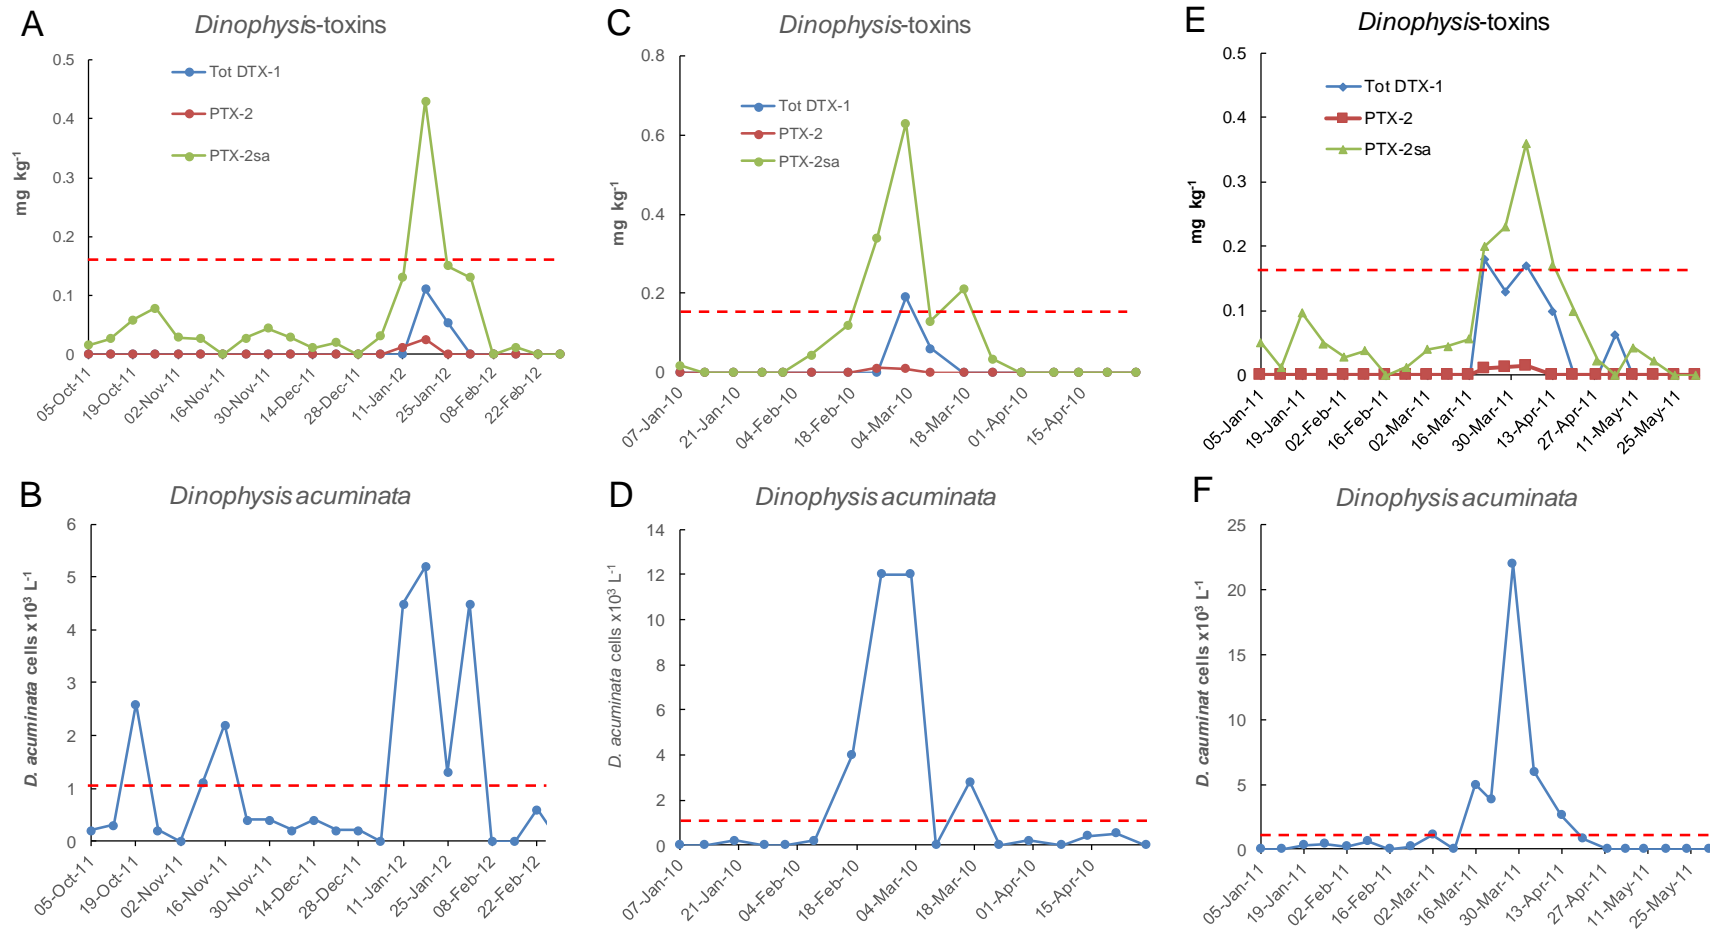 A
Dinophysis-toxins
0.5
0.4
0.3
0.2
0.1
0
mg kg-1
Tot DTX-1
PTX-2
PTX-2sa
05-Oct-11
19-Oct-11
02-Nov-11
16-Nov-11
30-Nov-11
14-Dec-11
28-Dec-11
11-Jan-12
25-Jan-12
08-Feb-12
22-Feb-12
C
Dinophysis-toxins
0.8
0.6
0.4
0.2
0
mg kg-1
Tot DTX-1
PTX-2
PTX-2sa
07-Jan-10
21-Jan-10
04-Feb-10
18-Feb-10
04-Mar-10
18-Mar-10
01-Apr-10
15-Apr-10
E
Dinophysis-toxins
0.5
0.4
0.3
0.2
0.1
0
mg kg-1
Tot DTX-1
PTX-2
PTX-2sa
05-Jan-11
19-Jan-11
02-Feb-11
16-Feb-11
02-Mar-11
16-Mar-11
30-Mar-11
13-Apr-11
27-Apr-11
11-May-11
25-May-11
B
Dinophysis acuminata
6
5
4
3
2
1
0
D. acuminata cells x10³ L-1
05-Oct-11
19-Oct-11
02-Nov-11
16-Nov-11
30-Nov-11
14-Dec-11
28-Dec-11
11-Jan-12
25-Jan-12
08-Feb-12
22-Feb-12
D
Dinophysis acuminata
14
12
10
8
6
4
2
0
D. acuminata cells x10³ L-1
07-Jan-10
21-Jan-10
04-Feb-10
18-Feb-10
04-Mar-10
18-Mar-10
01-Apr-10
15-Apr-10
F
Dinophysis acuminata
25
20
15
10
5
0
D. cauminat cells x10³ L-1
05-Jan-11
19-Jan-11
02-Feb-11
16-Feb-11
02-Mar-11
16-Mar-11
30-Mar-11
13-Apr-11
27-Apr-11
11-May-11
25-May-11